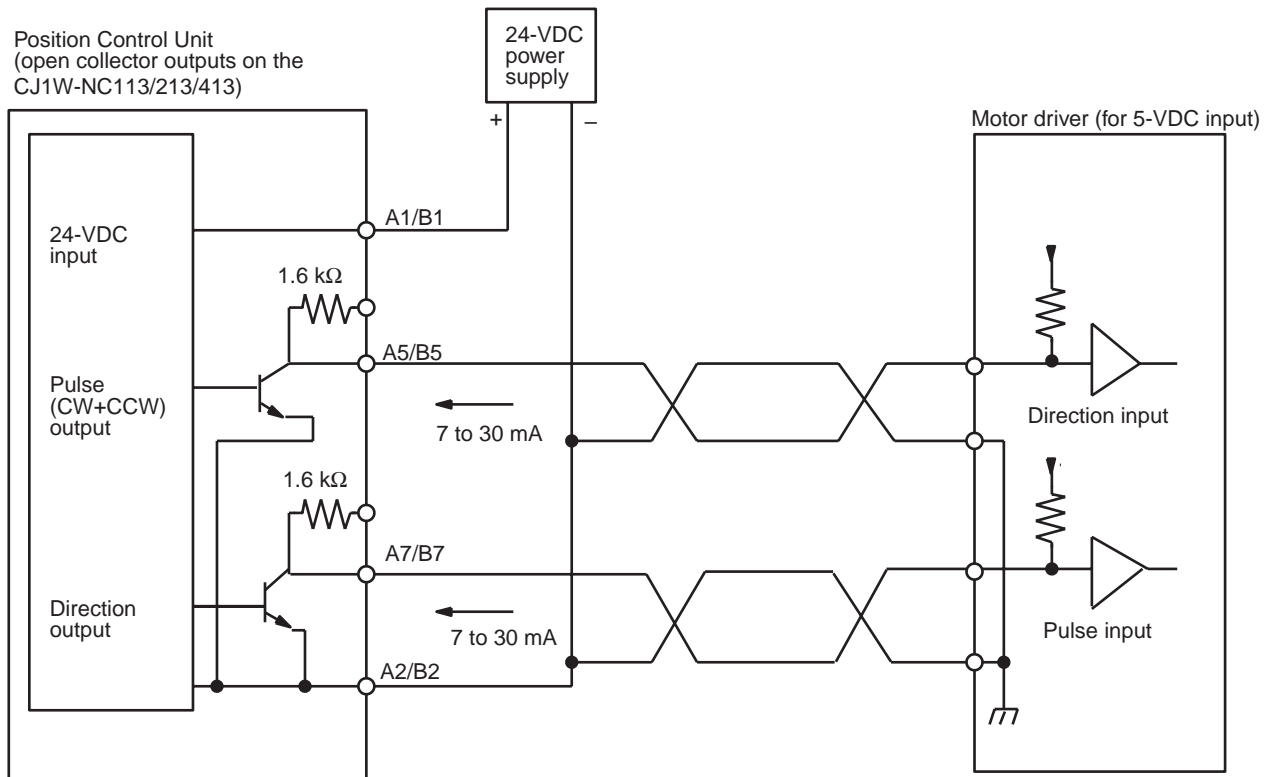 Position Control Unit
(open collector outputs on the
CJ1W-NC113/213/413)
24-VDC
power
supply
+
–
Motor driver (for 5-VDC input)
24-VDC
input
A1/B1
1.6 kΩ
A5/B5
Pulse
(CW+CCW)
output
7 to 30 mA
Direction input
1.6 kΩ
A7/B7
Direction
output
7 to 30 mA
Pulse input
A2/B2